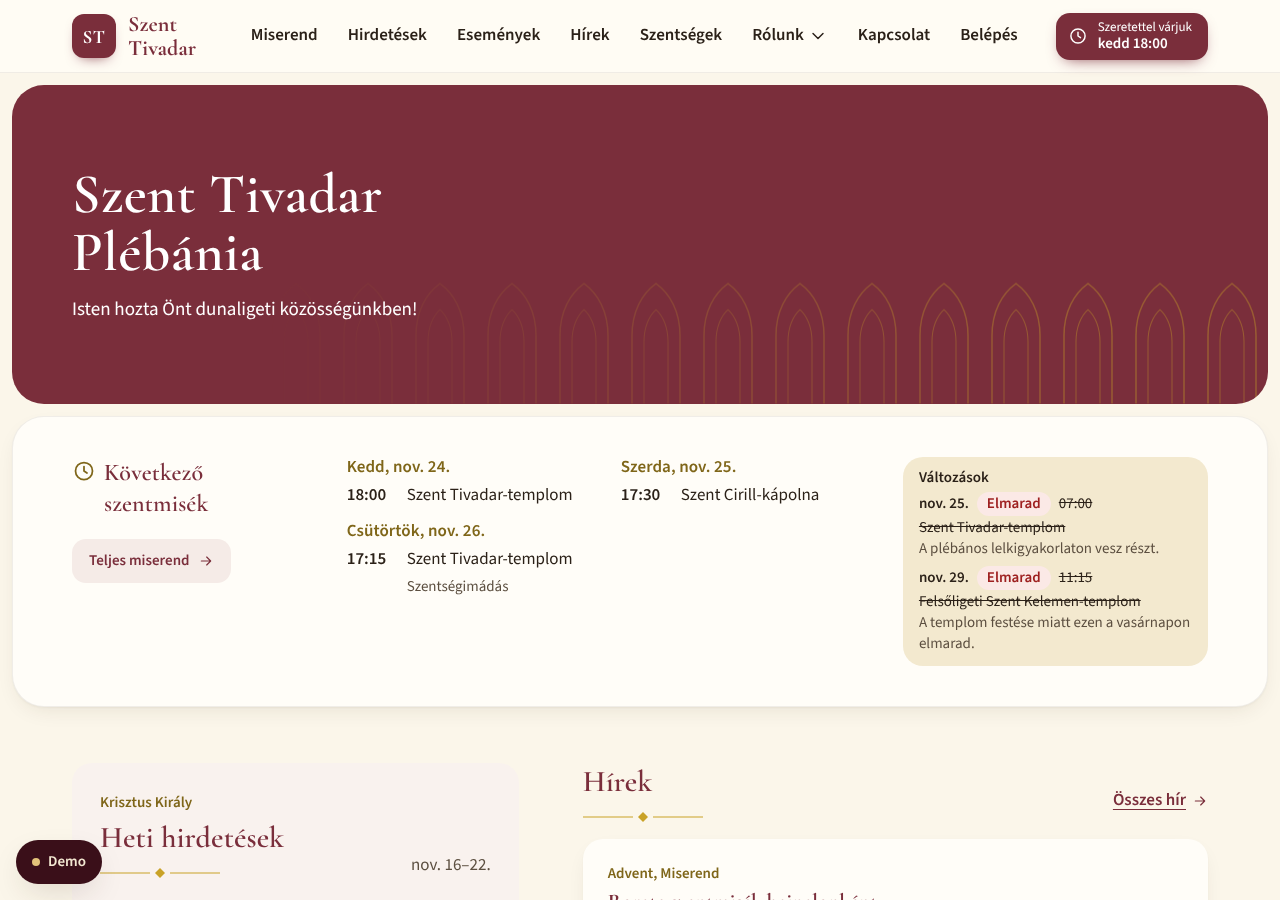 ST
Szent
Tivadar
Miserend
Hirdetések
Események
Hírek
Szentségek
Rólunk
Kapcsolat
Belépés
Szeretettel várjuk
kedd 18:00
Szent Tivadar
Plébánia
Isten hozta Önt dunaligeti közösségünkben!
Következő
szentmisék
Teljes miserend
Kedd, nov. 24.
18:00 Szent Tivadar-templom
Csütörtök, nov. 26.
17:15 Szent Tivadar-templom
Szentségimádás
Szerda, nov. 25.
17:30 Szent Cirill-kápolna
Változások
nov. 25. Elmarad 07:00
Szent Tivadar-templom
A plébános lelkigyakorlaton vesz részt.
nov. 29. Elmarad 11:15
Felsőligeti Szent Kelemen-templom
A templom festése miatt ezen a vasárnapon
elmarad.
Krisztus Király
Heti hirdetések
nov. 16–22.
Demo
Hírek
Összes hír
Advent, Miserend